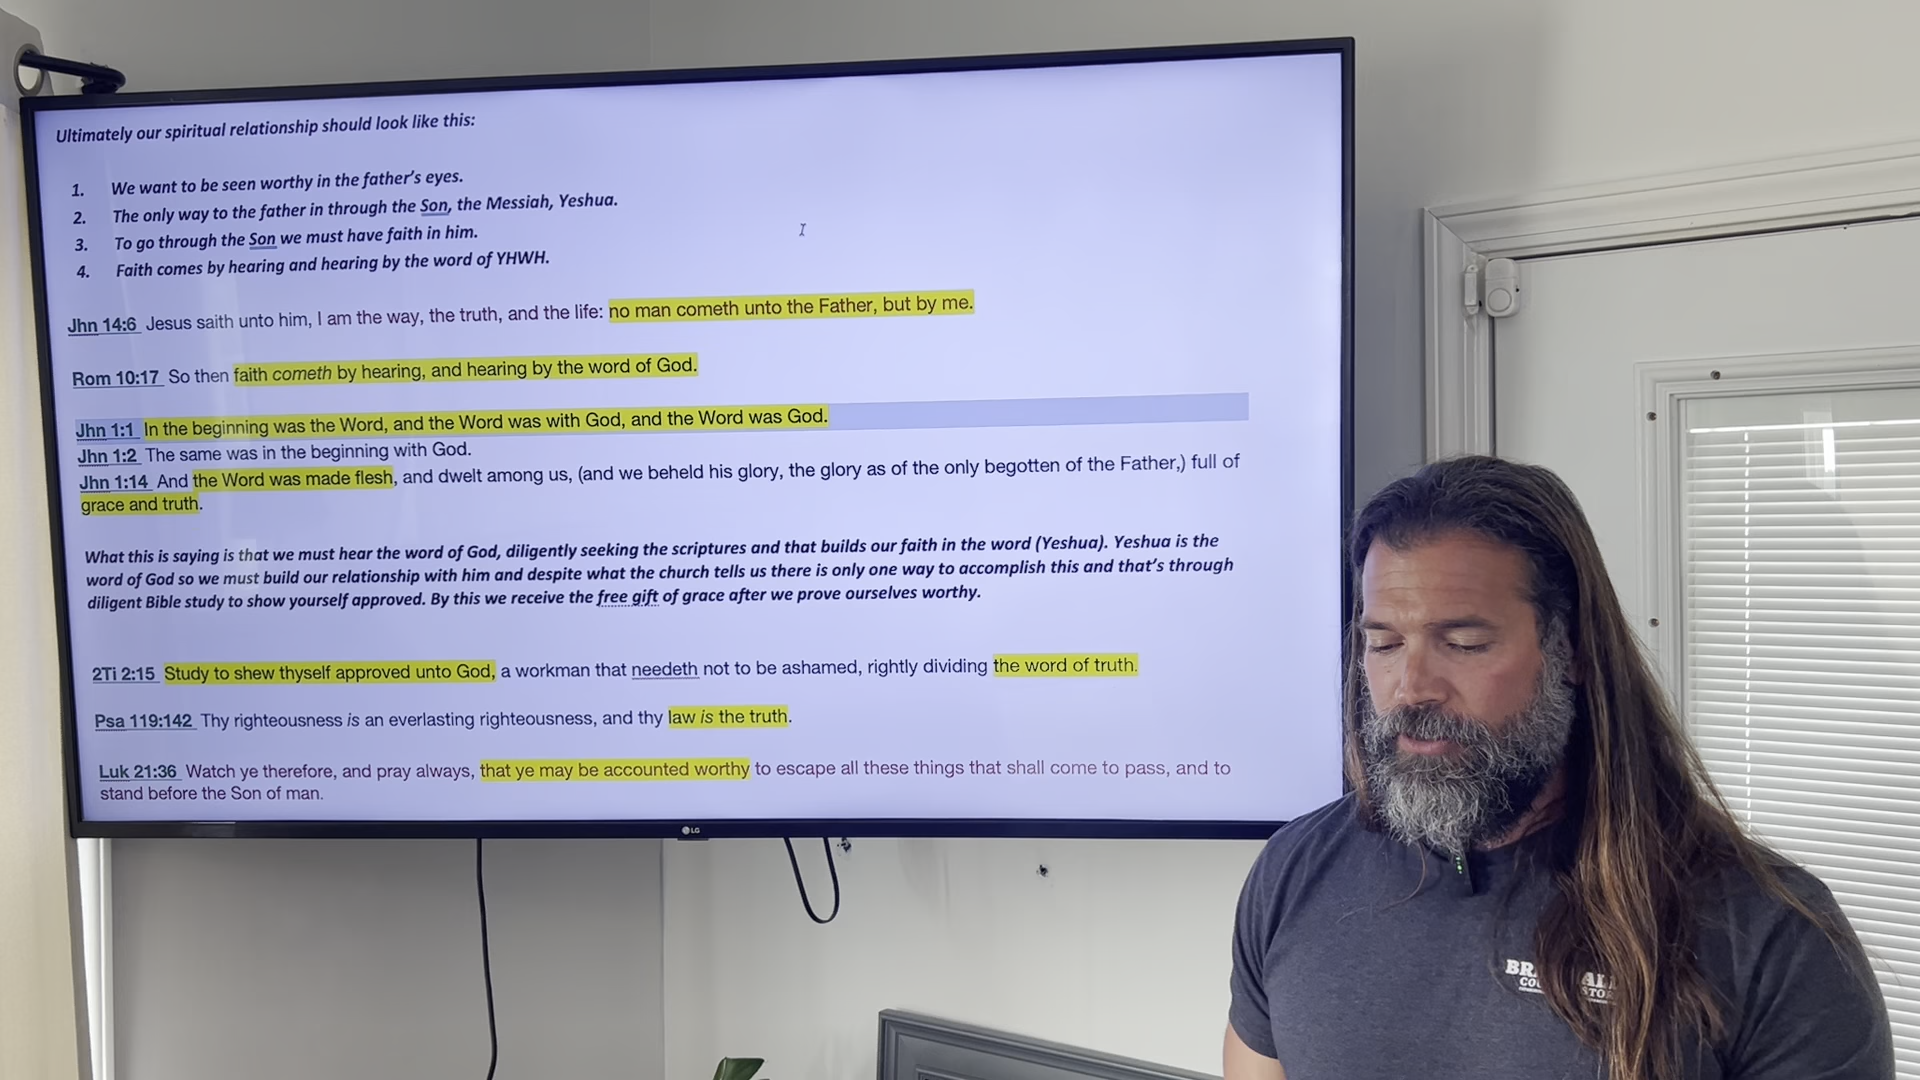 Ultimately our spiritual relationship should look like this:
1. We want to be seen worthy in the father's eyes.
2. The only way to the father in through the Son, the Messiah, Yeshua.
3. To go through the Son we must have faith in him.
4. Faith comes by hearing and hearing by the word of YHWH.
Jhn 14:6 Jesus saith unto him, I am the way, the truth, and the life: no man cometh unto the Father, but by me.
Rom 10:17 So then faith cometh by hearing, and hearing by the word of God.
Jhn 1:1 In the beginning was the Word, and the Word was with God, and the Word was God.
Jhn 1:2 The same was in the beginning with God.
Jhn 1:14 And the Word was made flesh, and dwelt among us, (and we beheld his glory, the glory as of the only begotten of the Father,) full of
grace and truth.
What this is saying is that we must hear the word of God, diligently seeking the scriptures and that builds our faith in the word (Yeshua). Yeshua is the
word of God so we must build our relationship with him and despite what the church tells us there is only one way to accomplish this and that's through
diligent Bible study to show yourself approved. By this we receive the free gift of grace after we prove ourselves worthy.
2Ti 2:15 Study to shew thyself approved unto God, a workman that needeth not to be ashamed, rightly dividing the word of truth.
Psa 119:142 Thy righteousness is an everlasting righteousness, and thy law is the truth.
Luk 21:36 Watch ye therefore, and pray always, that ye may be accounted worthy to escape all these things that shall come to pass, and to
stand before the Son of man.
LG